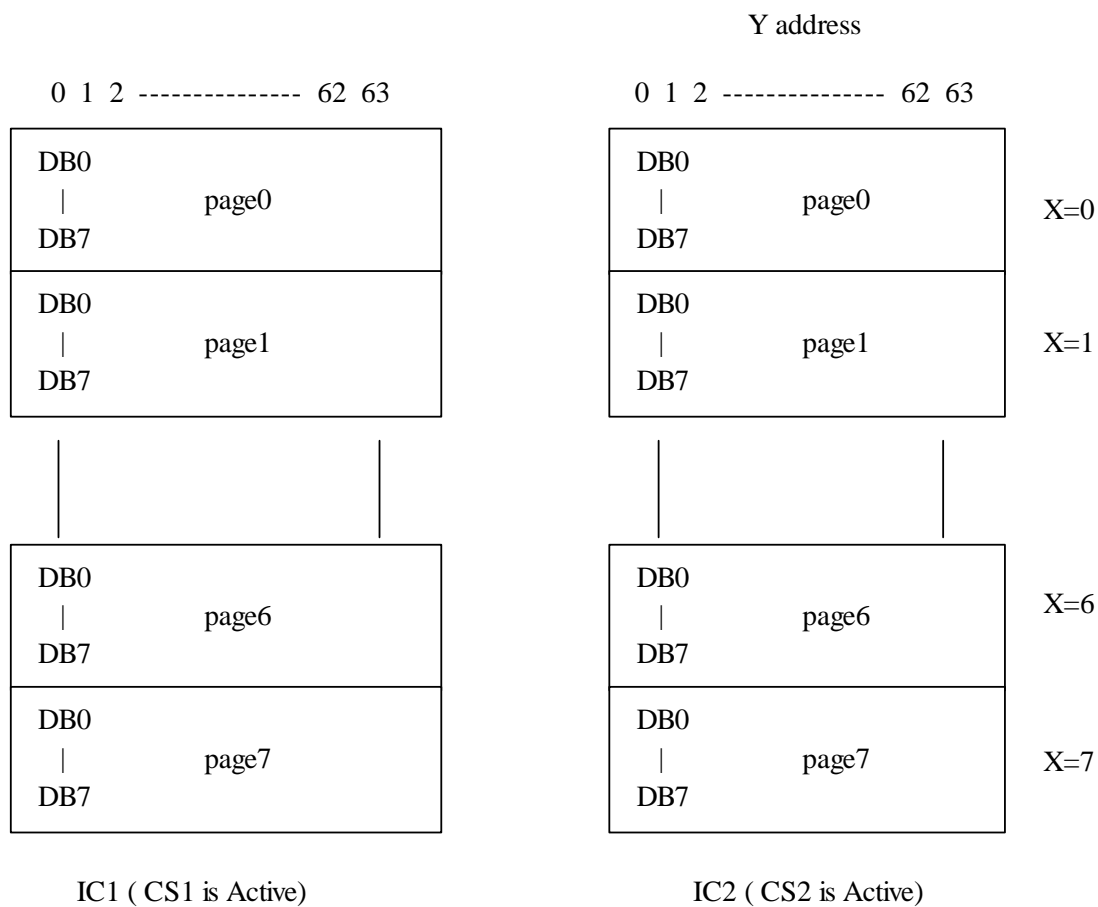 Y address
0 1 2 --------------- 62 63
0 1 2 --------------- 62 63
DB0
|
DB7
page0
DB0
|
DB7
page0
X=0
DB0
|
DB7
page1
DB0
|
DB7
page1
X=1
DB0
|
DB7
page6
DB0
|
DB7
page6
X=6
DB0
|
DB7
page7
DB0
|
DB7
page7
X=7
IC1 ( CS1 is Active)
IC2 ( CS2 is Active)